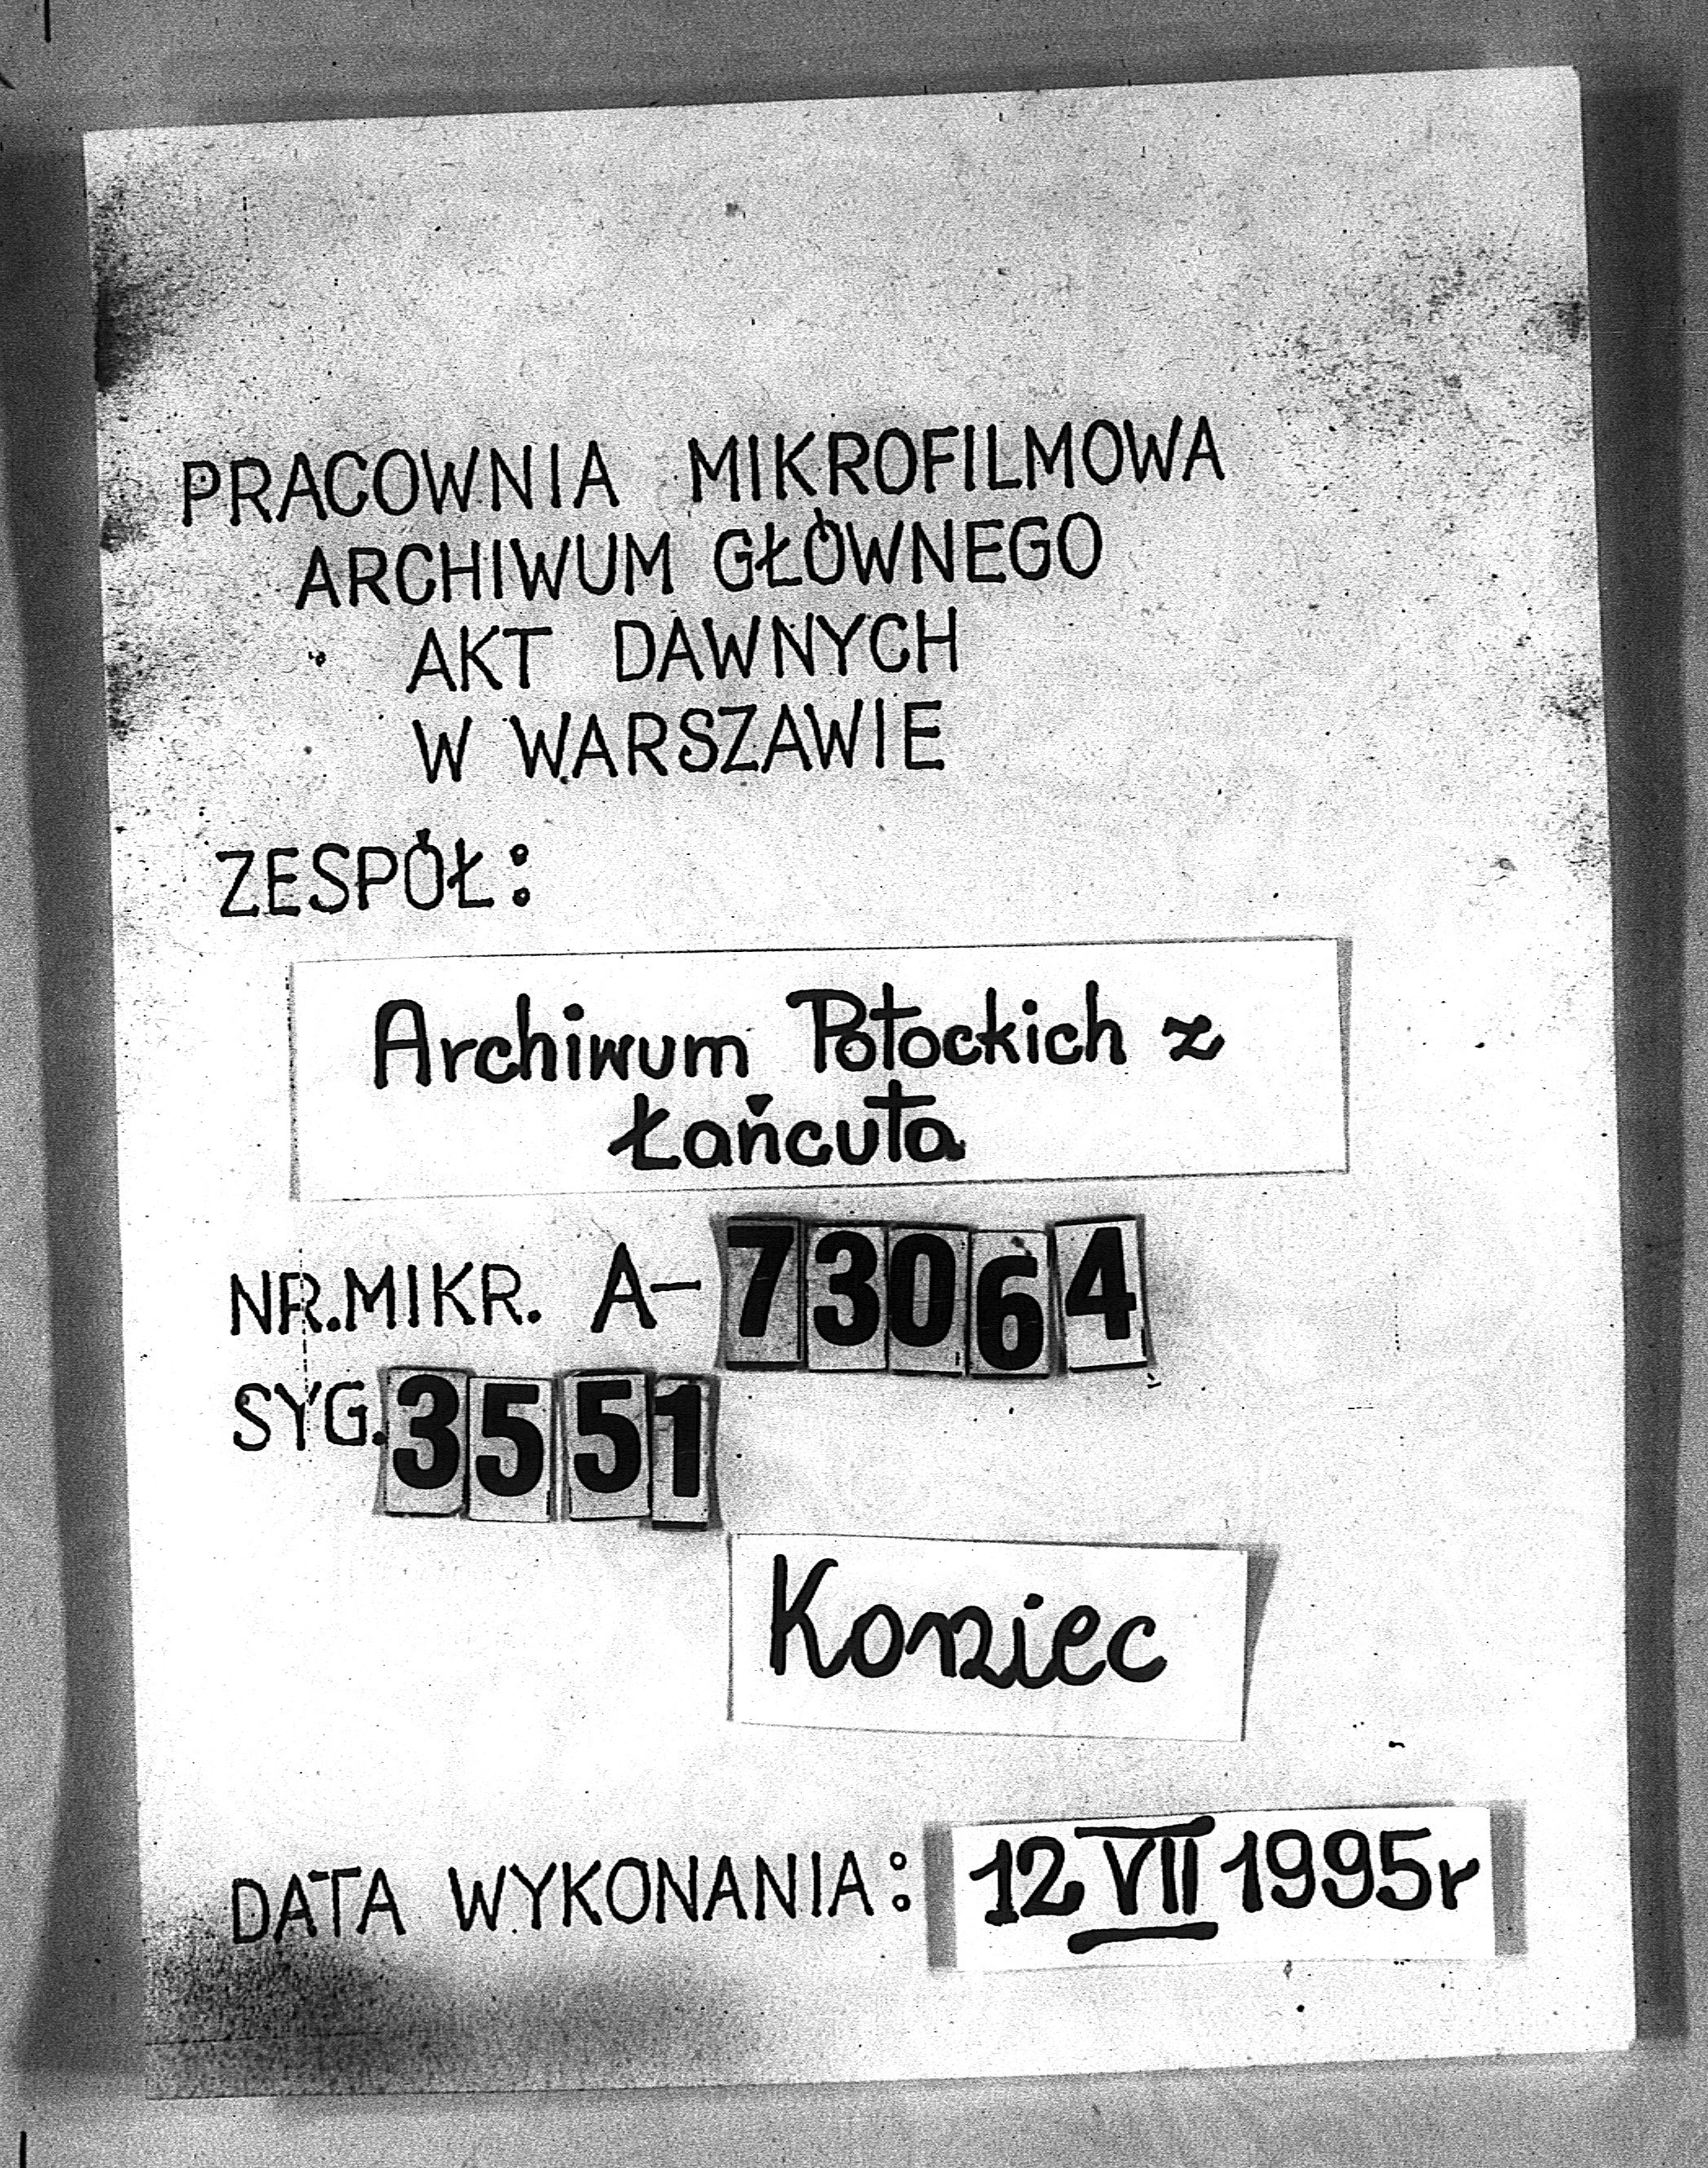 PRACOWNIA MIKROFILMOWA
ARCHIWUM GŁÓWNEGO
AKT DAWNYCH
W WARSZAWIE
ZESPÓŁ:
Archiwum Potockich z
Łańcuta
NR.MIKR. A-73064
SYG.3551
Koniec
DATA WYKONANIA: 12 VII 1995r